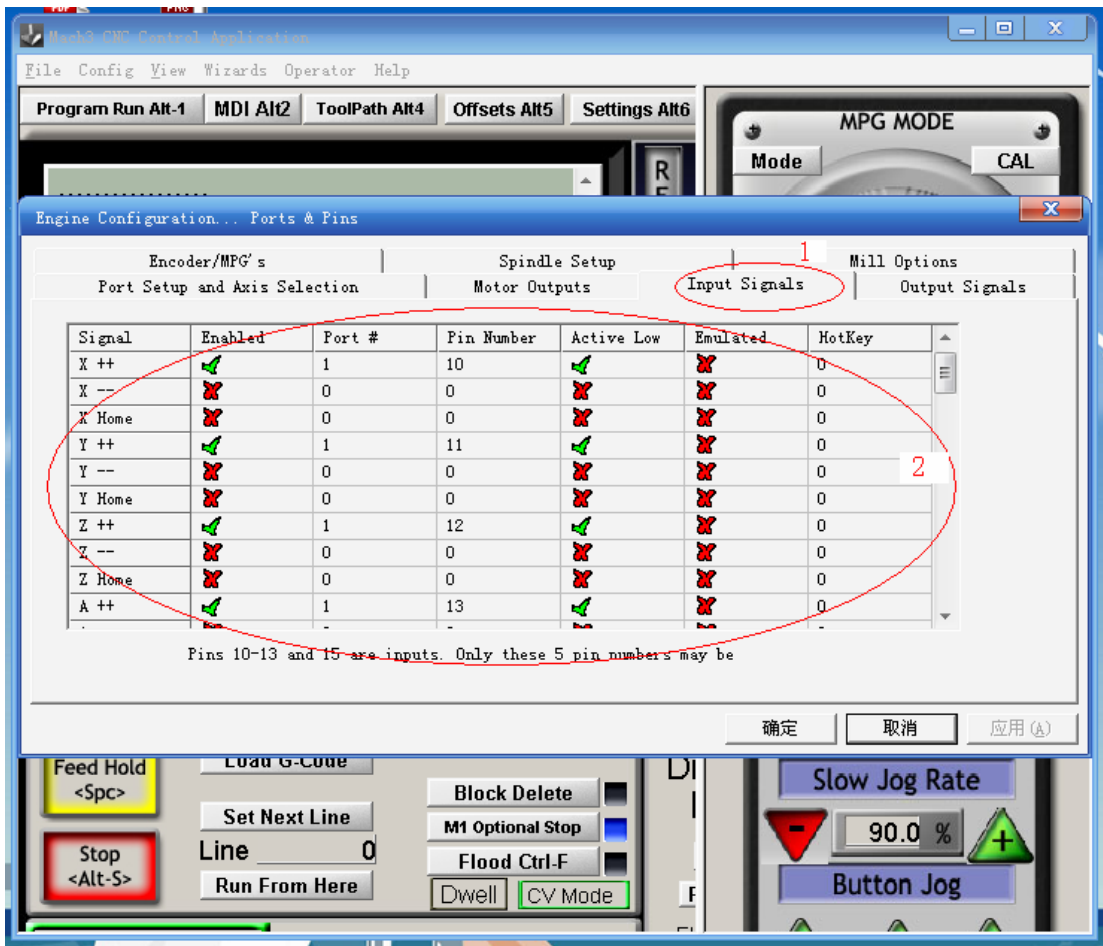 PDF PNG
Mach3 CNC Control Application
File Config View Wizards Operator Help
Program Run Alt-1 MDI Alt2 ToolPath Alt4 Offsets Alt5 Settings Alt6
MPG MODE
Mode CAL
R
Engine Configuration... Ports & Pins
1
Encoder/MPG's Spindle Setup Mill Options
Port Setup and Axis Selection Motor Outputs Input Signals Output Signals
Signal Enabled Port # Pin Number Active Low Emulated HotKey
X ++ 1 10 0
X -- 0 0 0
X Home 0 0 0
Y ++ 1 11 0
Y -- 0 0 0
2
Y Home 0 0 0
Z ++ 1 12 0
Z -- 0 0 0
Z Home 0 0 0
A ++ 1 13 0
Pins 10-13 and 15 are inputs. Only these 5 pin numbers may be
确定 取消 应用(A)
Feed Hold
<Spc>
Load G-Code
Set Next Line
Line 0
Run From Here
Stop
<Alt-S>
Block Delete
M1 Optional Stop
Flood Ctrl-F
Dwell CV Mode
Slow Jog Rate
- 90.0 % +
Button Jog